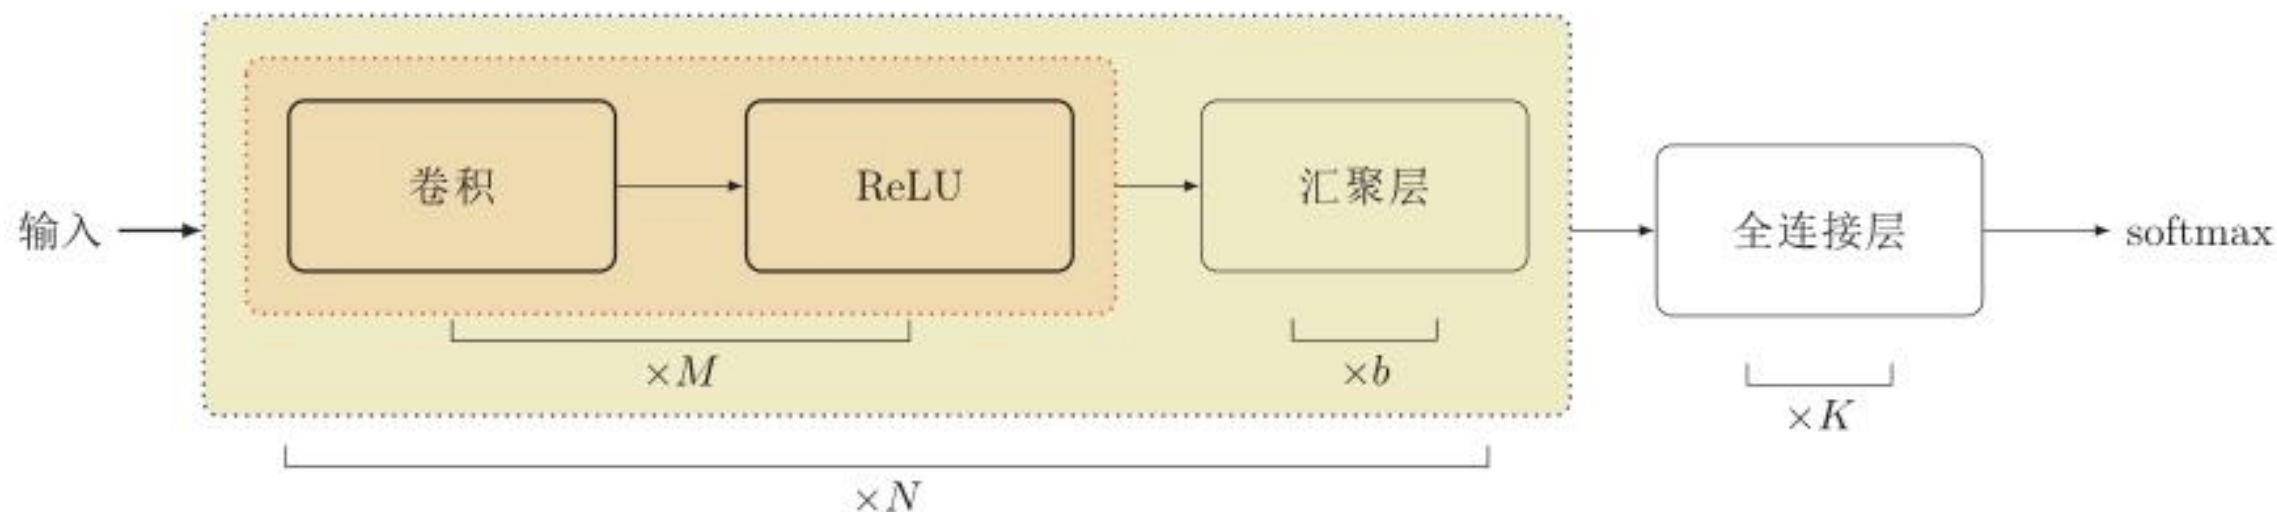 输入
卷积
ReLU
汇聚层
全连接层
softmax
×M
×b
×K
×N